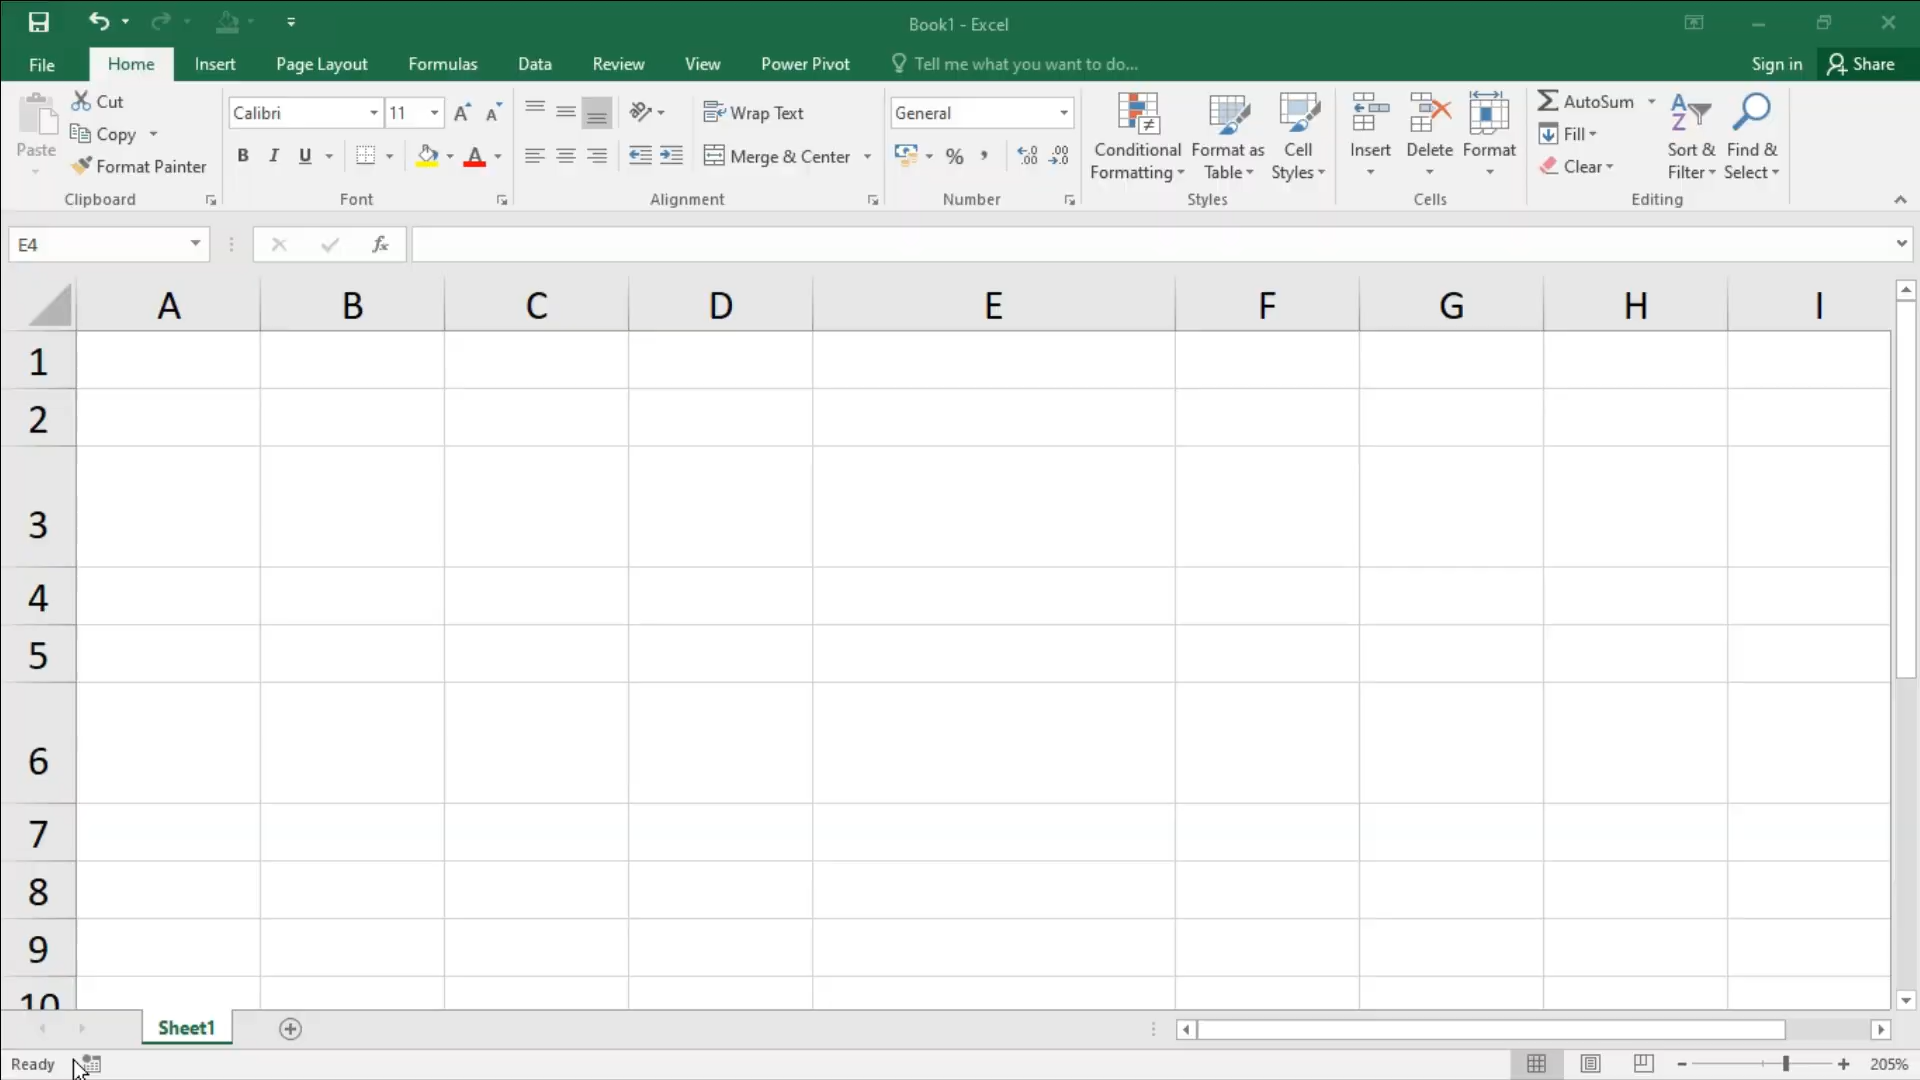 Book1 - Excel
File Home Insert Page Layout Formulas Data Review View Power Pivot Tell me what you want to do... Sign in Share
Paste
Cut
Copy
Format Painter
Clipboard
Calibri 11
B I U A
Font
Wrap Text
Merge & Center
Alignment
General
% , .00 .0
Number
Conditional Formatting
Format as Table
Cell Styles
Styles
Insert Delete Format
Cells
AutoSum
Fill
Clear
Sort & Filter
Find & Select
Editing
E4 fx
A B C D E F G H I
1
2
3
4
5
6
7
8
9
10
Sheet1
Ready 205%